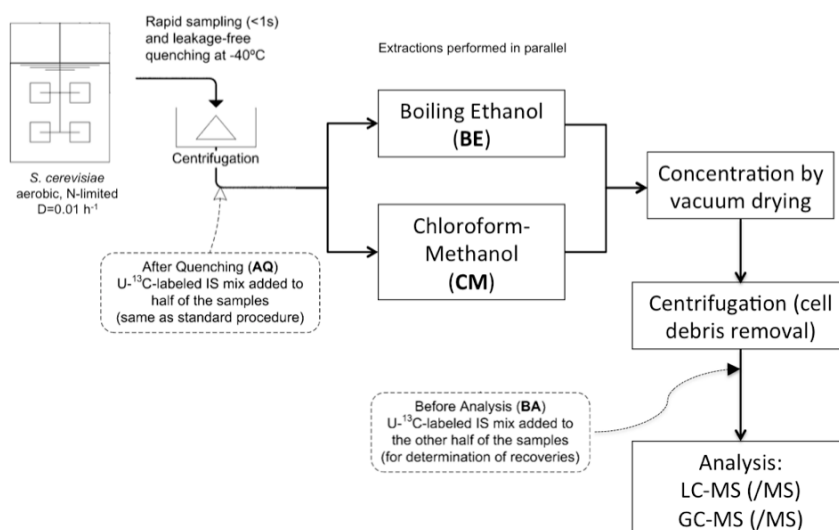 Rapid sampling (<1s)
and leakage-free
quenching at -40ºC
Extractions performed in parallel
Centrifugation
S. cerevisiae
aerobic, N-limited
D=0.01 h⁻¹
Boiling Ethanol
(BE)
Chloroform-
Methanol
(CM)
After Quenching (AQ)
U-¹³C-labeled IS mix added to
half of the samples
(same as standard procedure)
Concentration by
vacuum drying
Centrifugation (cell
debris removal)
Before Analysis (BA)
U-¹³C-labeled IS mix added to
the other half of the samples
(for determination of recoveries)
Analysis:
LC-MS (/MS)
GC-MS (/MS)